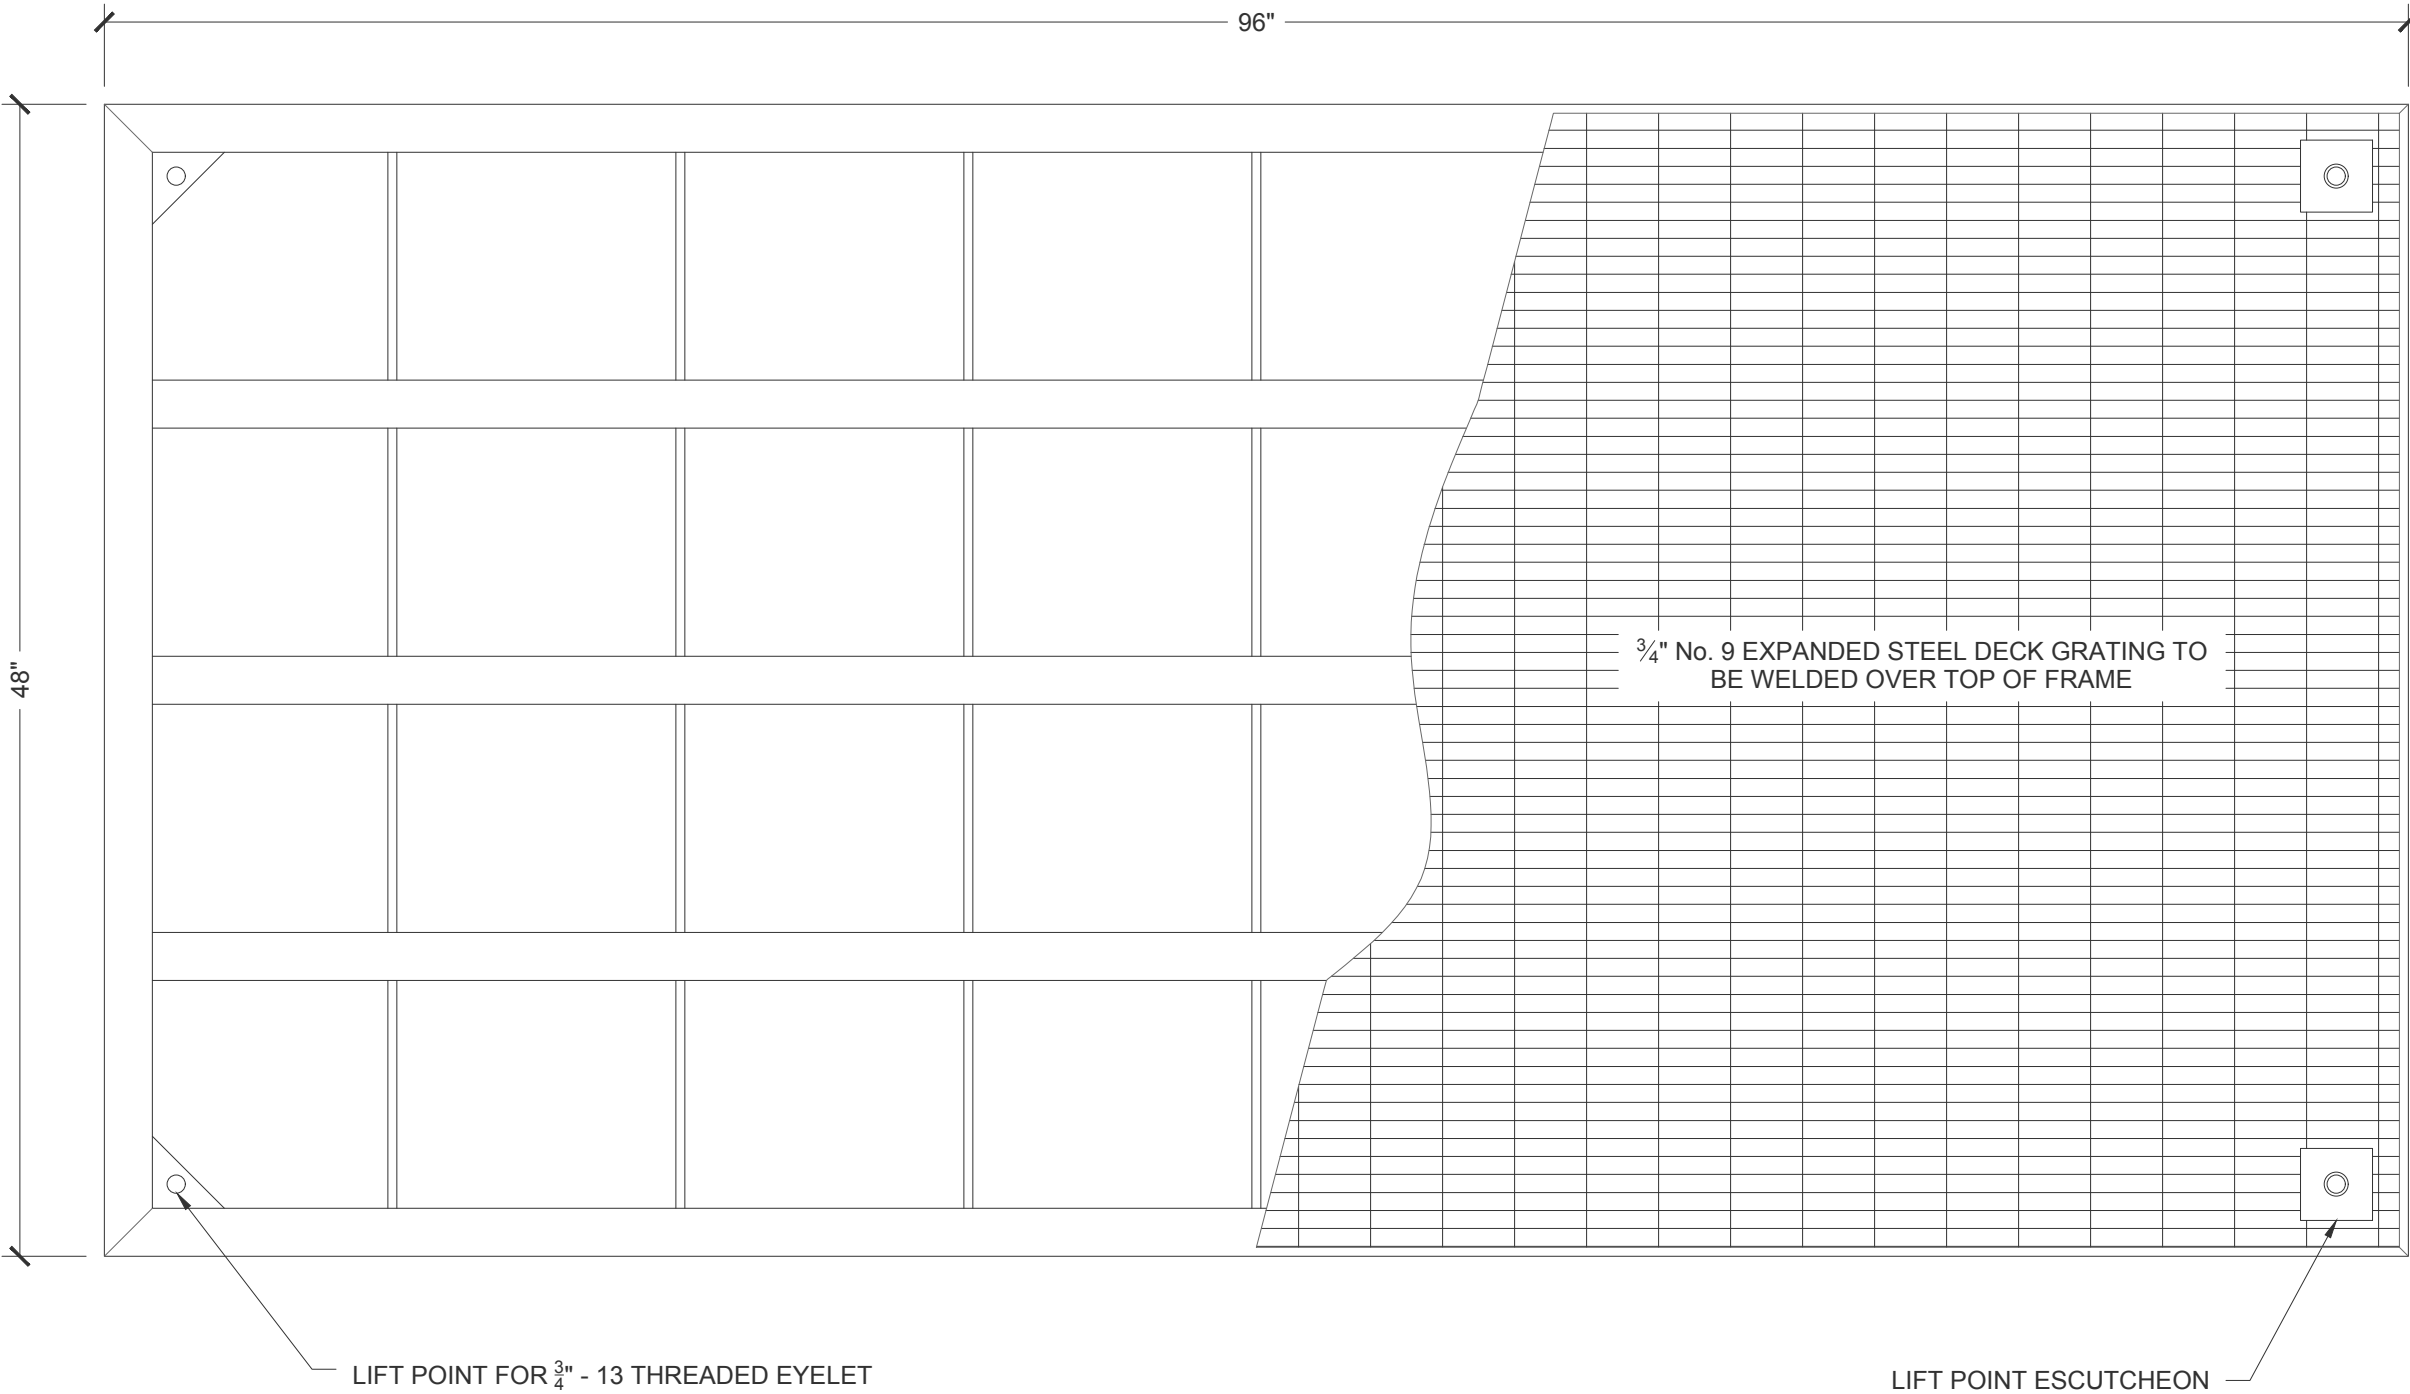 96"
48"
¾" No. 9 EXPANDED STEEL DECK GRATING TO
BE WELDED OVER TOP OF FRAME
LIFT POINT FOR ¾" - 13 THREADED EYELET
LIFT POINT ESCUTCHEON